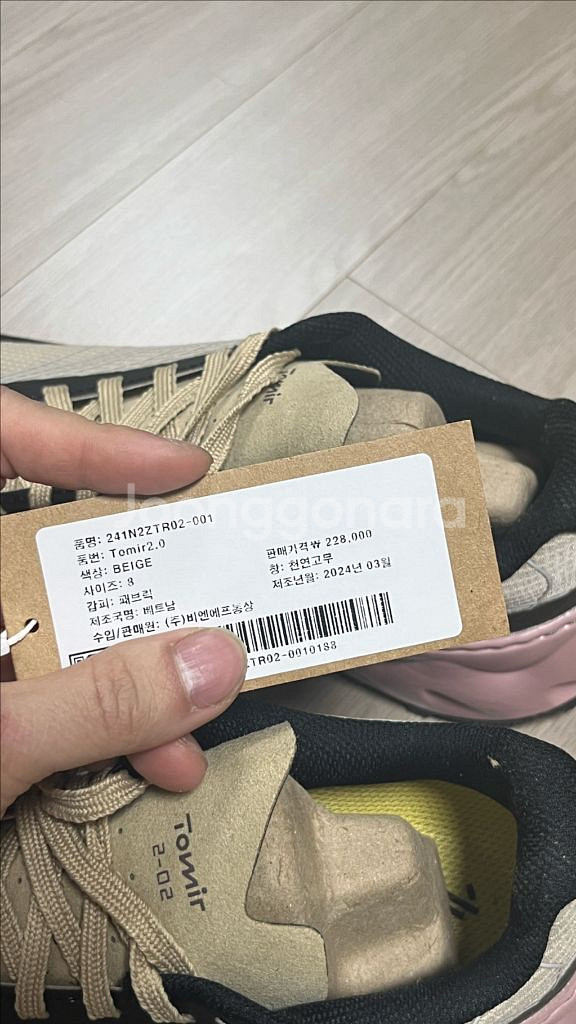 Tomir
Joonggonara
품명: 241N2ZTR02-001
품번: Tomir2.0
색상: BEIGE
사이즈: 8
갑피: 패브릭
제조국명: 베트남
수입/판매원: (주)비엔에프통상
판매가격₩ 228,000
창: 천연고무
제조년월: 2024년 03월
ZTR02-0010188
Tomir
2.0